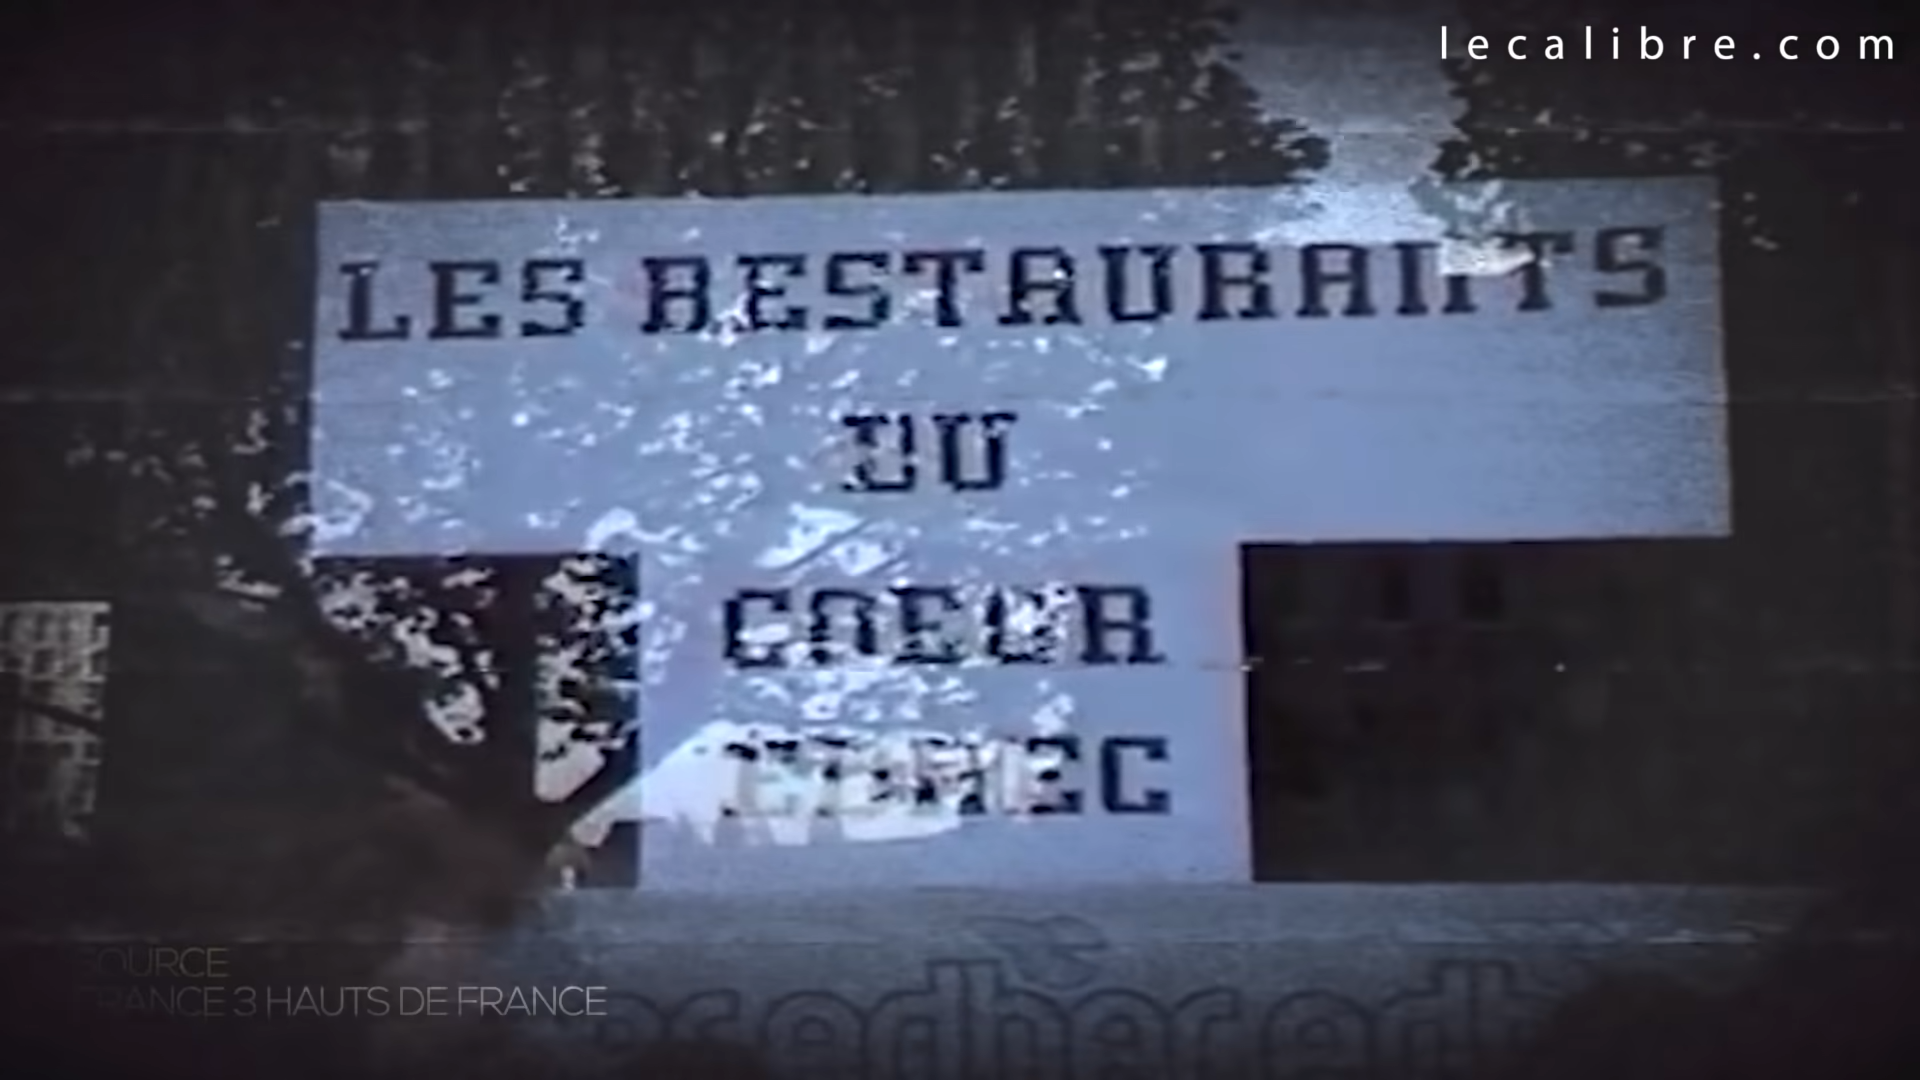 lecalibre.com
LES RESTAURANTS
DU
COEUR
SOURCE
FRANCE 3 HAUTS DE FRANCE